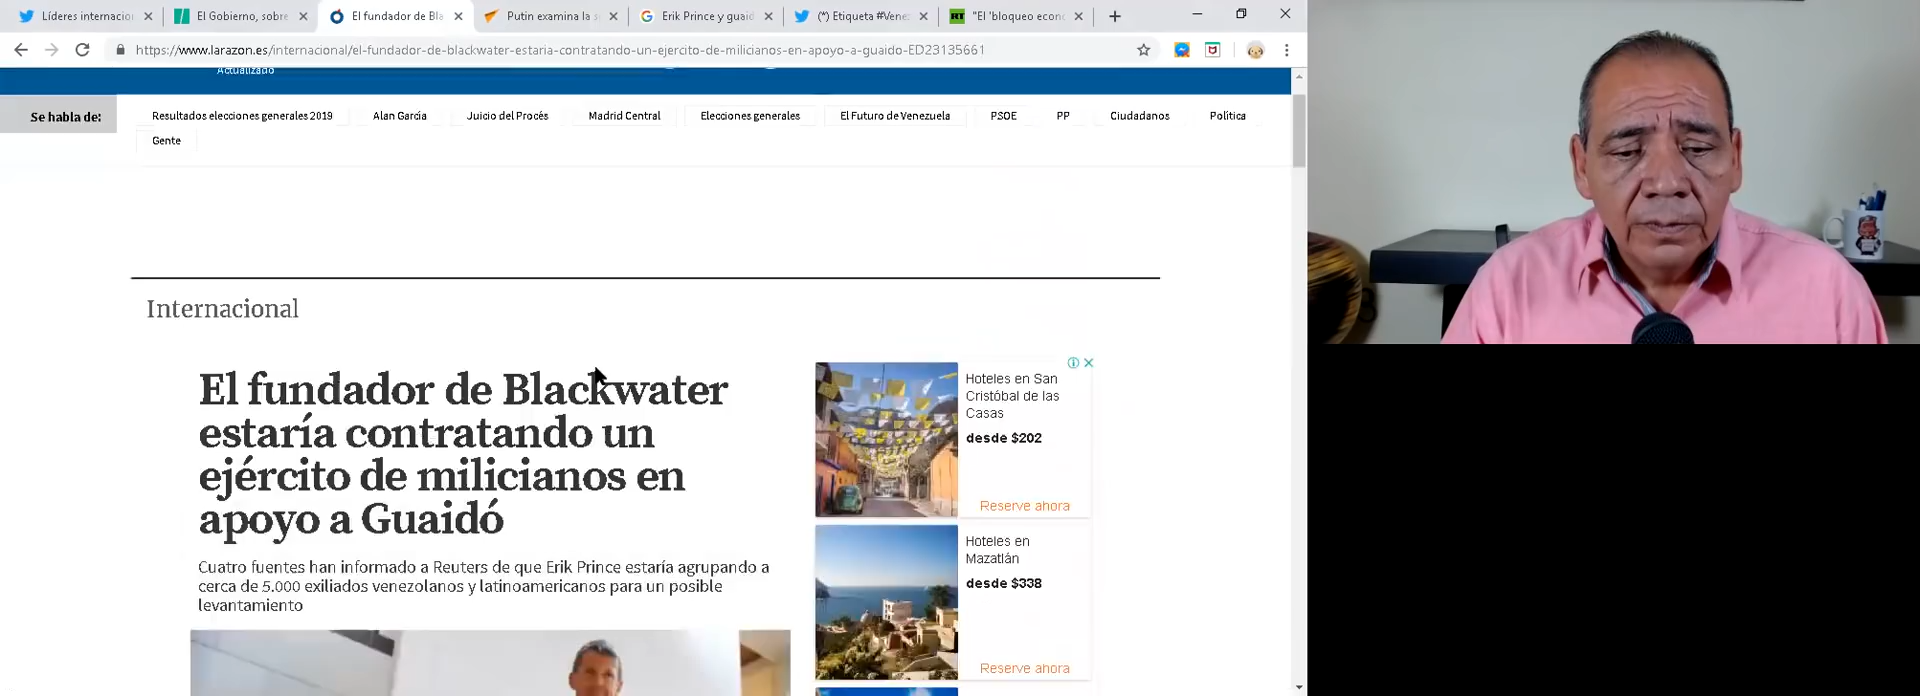 Líderes internacio
El Gobierno, sobre
El fundador de Bla
Putin examina la s
Erik Prince y guaid
(*) Etiqueta #Vene
RT "El 'bloqueo econ
https://www.larazon.es/internacional/el-fundador-de-blackwater-estaria-contratando-un-ejercito-de-milicianos-en-apoyo-a-guaido-ED23135661
Actualizado
Se habla de:
Resultados elecciones generales 2019
Alan García
Juicio del Procés
Madrid Central
Elecciones generales
El Futuro de Venezuela
PSOE
PP
Ciudadanos
Política
Gente
Internacional
El fundador de Blackwater
estaría contratando un
ejército de milicianos en
apoyo a Guaidó
Cuatro fuentes han informado a Reuters de que Erik Prince estaría agrupando a
cerca de 5.000 exiliados venezolanos y latinoamericanos para un posible
levantamiento
Hoteles en San
Cristóbal de las
Casas
desde $202
Reserve ahora
Hoteles en
Mazatlán
desde $338
Reserve ahora